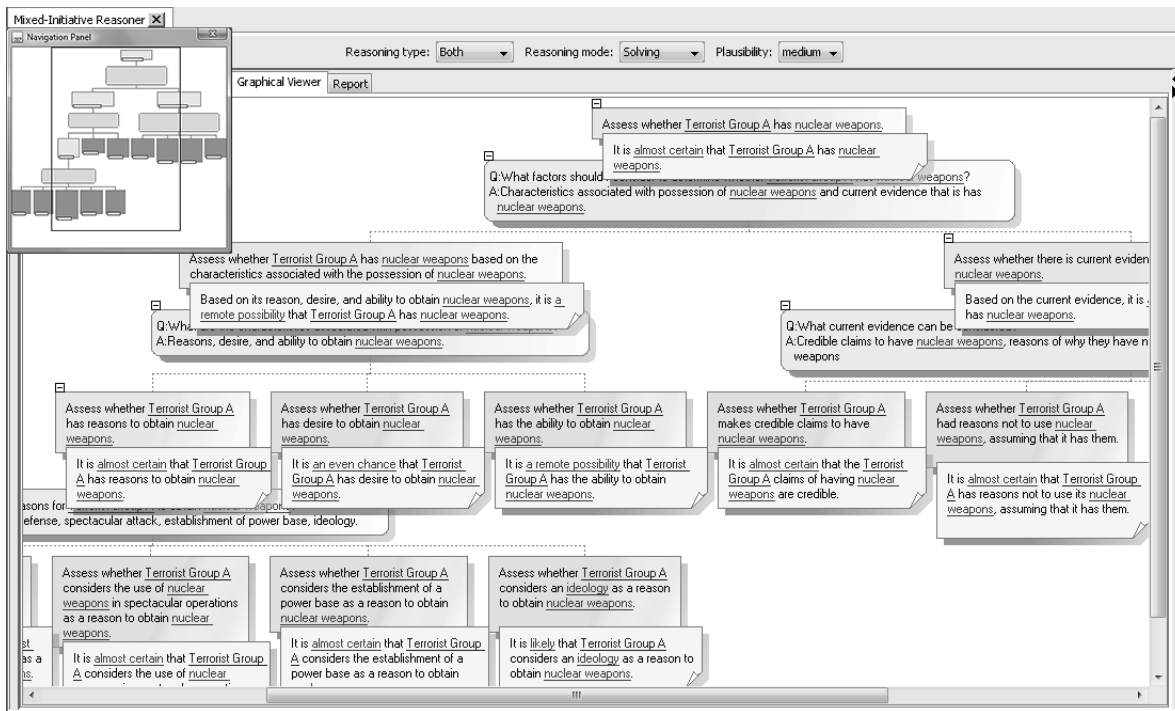 Mixed-Initiative Reasoner
Navigation Panel
Reasoning type: Both
Reasoning mode: Solving
Plausibility: medium
Graphical Viewer
Report
Assess whether Terrorist Group A has nuclear weapons.
It is almost certain that Terrorist Group A has nuclear
weapons.
Q:What factors should
weapons?
A:Characteristics associated with possession of nuclear weapons and current evidence that is has
nuclear weapons.
Assess whether Terrorist Group A has nuclear weapons based on the
characteristics associated with the possession of nuclear weapons.
Based on its reason, desire, and ability to obtain nuclear weapons, it is a
remote possibility that Terrorist Group A has nuclear weapons.
A:Reasons, desire, and ability to obtain nuclear weapons.
Assess whether there is current eviden
nuclear weapons.
Based on the current evidence, it is
has nuclear weapons.
Q:What current evidence can be
A:Credible claims to have nuclear weapons, reasons of why they have n
weapons
Assess whether Terrorist Group A
has reasons to obtain nuclear
weapons.
It is almost certain that Terrorist Group
A has reasons to obtain nuclear
weapons.
Assess whether Terrorist Group A
has desire to obtain nuclear
weapons.
It is an even chance that Terrorist
Group A has desire to obtain nuclear
weapons.
Assess whether Terrorist Group A
has the ability to obtain nuclear
weapons.
It is a remote possibility that Terrorist
Group A has the ability to obtain
nuclear weapons.
Assess whether Terrorist Group A
makes credible claims to have
nuclear weapons.
It is almost certain that the Terrorist
Group A claims of having nuclear
weapons are credible.
Assess whether Terrorist Group A
had reasons not to use nuclear
weapons, assuming that it has them.
It is almost certain that Terrorist Group
A has reasons not to use its nuclear
weapons, assuming that it has them.
asons for
efense, spectacular attack, establishment of power base, ideology.
st
as a
ns.
Assess whether Terrorist Group A
considers the use of nuclear
weapons in spectacular operations
as a reason to obtain nuclear
weapons.
It is almost certain that Terrorist Group
A considers the use of nuclear
Assess whether Terrorist Group A
considers the establishment of a
power base as a reason to obtain
nuclear weapons.
It is almost certain that Terrorist Group
A considers the establishment of a
power base as a reason to obtain
Assess whether Terrorist Group A
considers an ideology as a reason
to obtain nuclear weapons.
It is likely that Terrorist Group A
considers an ideology as a reason to
obtain nuclear weapons.